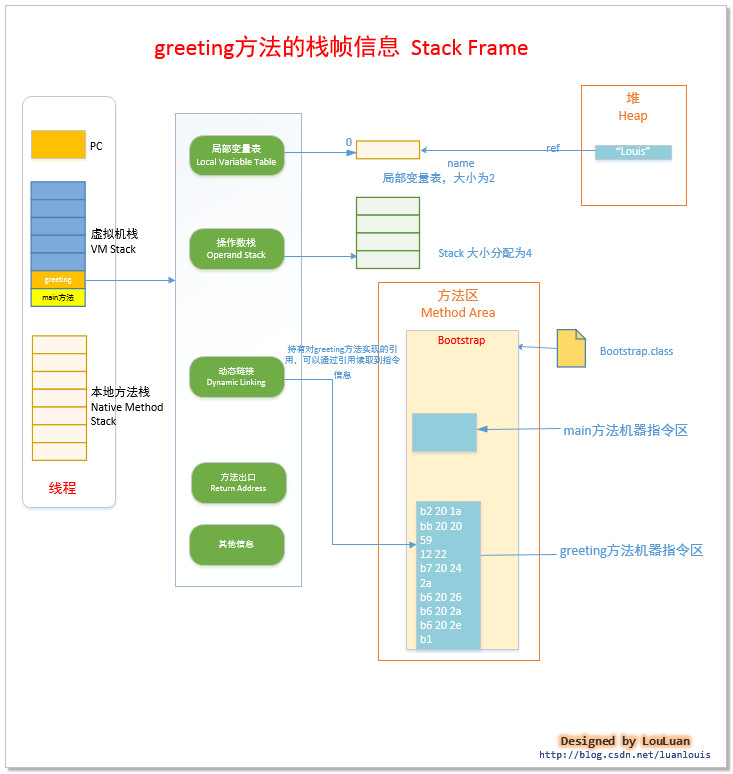 greeting方法的栈帧信息 Stack Frame
PC
虚拟机栈
VM Stack
greeting
main方法
本地方法栈
Native Method
Stack
线程
局部变量表
Local Variable Table
操作数栈
Operand Stack
动态链接
Dynamic Linking
方法出口
Return Address
其他信息
0
name
局部变量表，大小为2
ref
堆
Heap
“Louis”
Stack 大小分配为4
持有对greeting方法实现的引
用，可以通过引用读取到指令
信息
方法区
Method Area
Bootstrap
Bootstrap.class
main方法机器指令区
b2 20 1a
bb 20 20
59
12 22
b7 20 24
2a
b6 20 26
b6 20 2a
b6 20 2e
b1
greeting方法机器指令区
Designed by LouLuan
http://blog.csdn.net/luanlouis